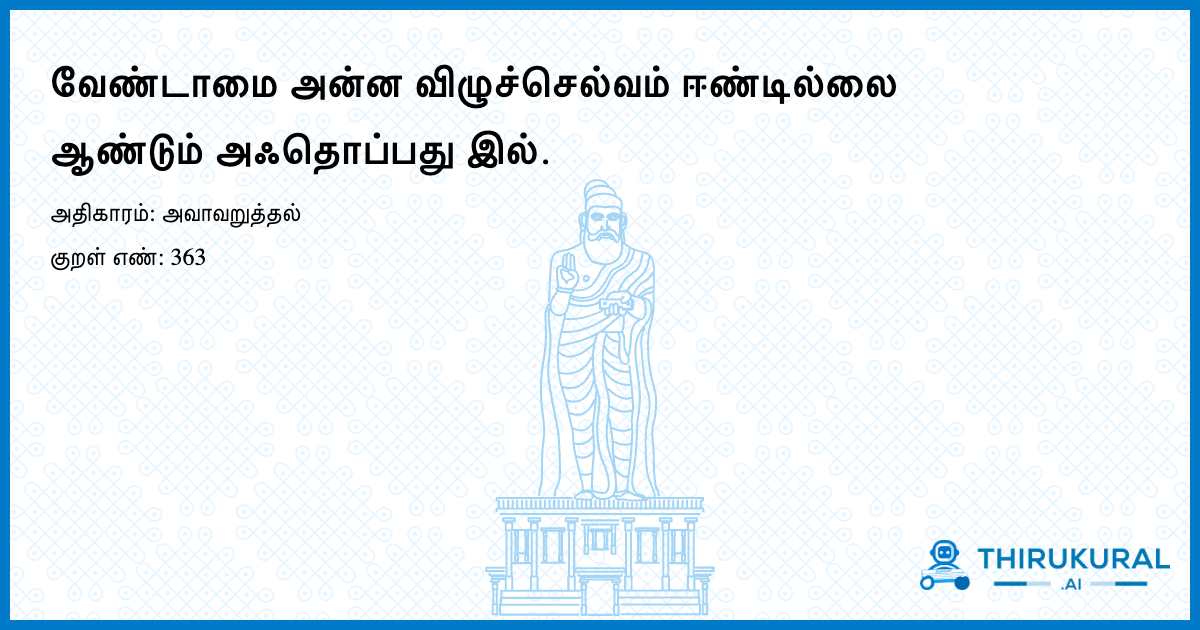 வேண்டாமை அன்ன விழுச்செல்வம் ஈண்டில்லை
ஆண்டும் அஃதொப்பது இல்.
அதிகாரம்: அவாவறுத்தல்
குறள் எண்: 363
THIRUKURAL
.AI